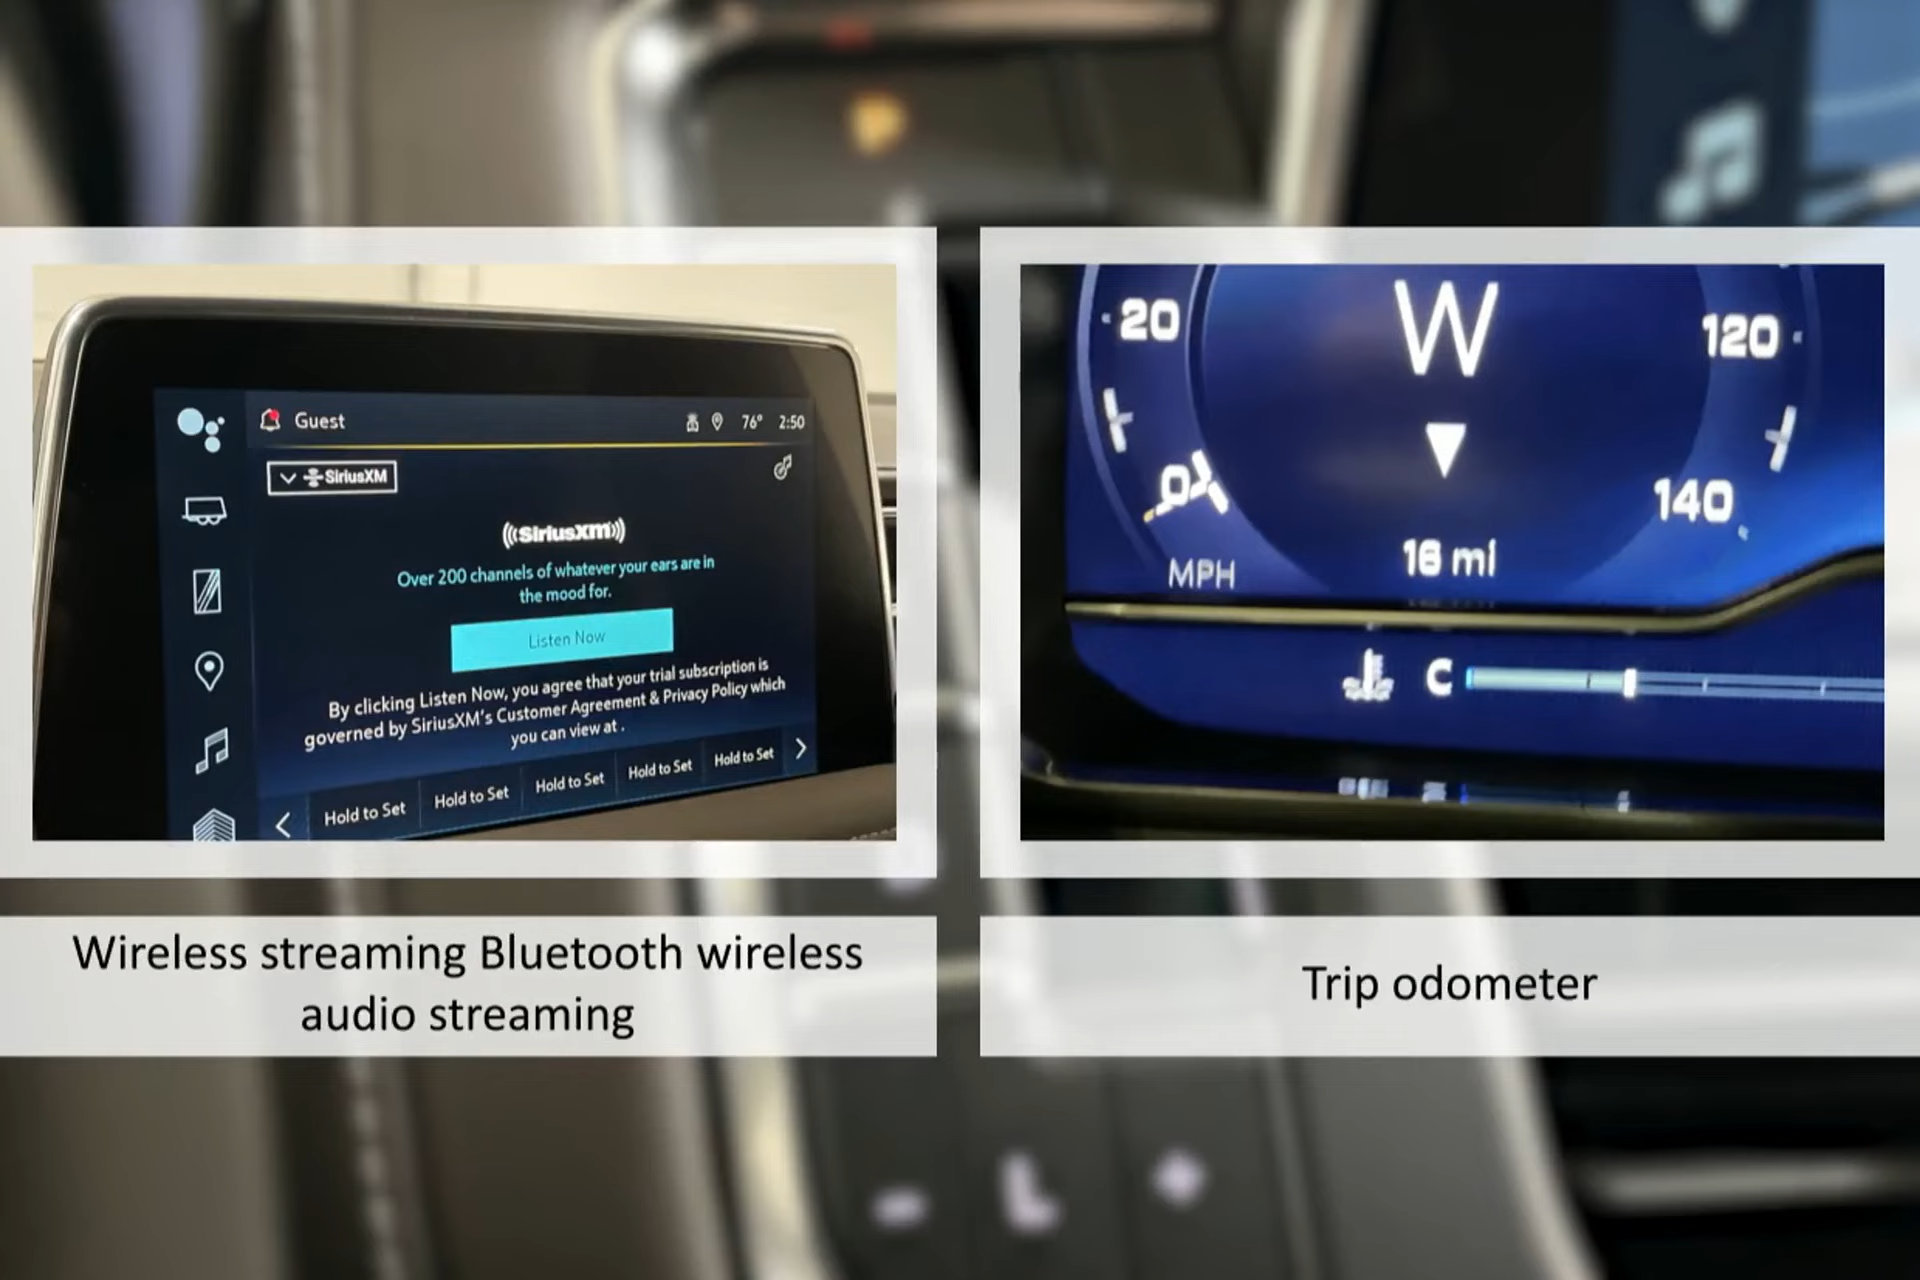 Guest
76° 2:50
SiriusXM
((SiriusXM))
Over 200 channels of whatever your ears are in
the mood for.
Listen Now
By clicking Listen Now, you agree that your trial subscription is
governed by SiriusXM's Customer Agreement & Privacy Policy which
you can view at .
Hold to Set Hold to Set Hold to Set Hold to Set Hold to Set
W
20
120
0
140
MPH
16 mi
C
Wireless streaming Bluetooth wireless
audio streaming
Trip odometer
L